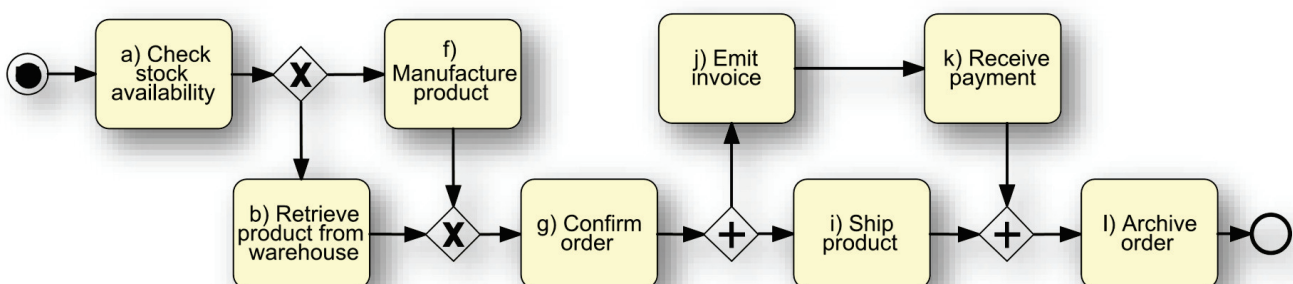 a) Check
stock
availability
f)
Manufacture
product
j) Emit
invoice
k) Receive
payment
b) Retrieve
product from
warehouse
g) Confirm
order
i) Ship
product
l) Archive
order
X
X
+
+